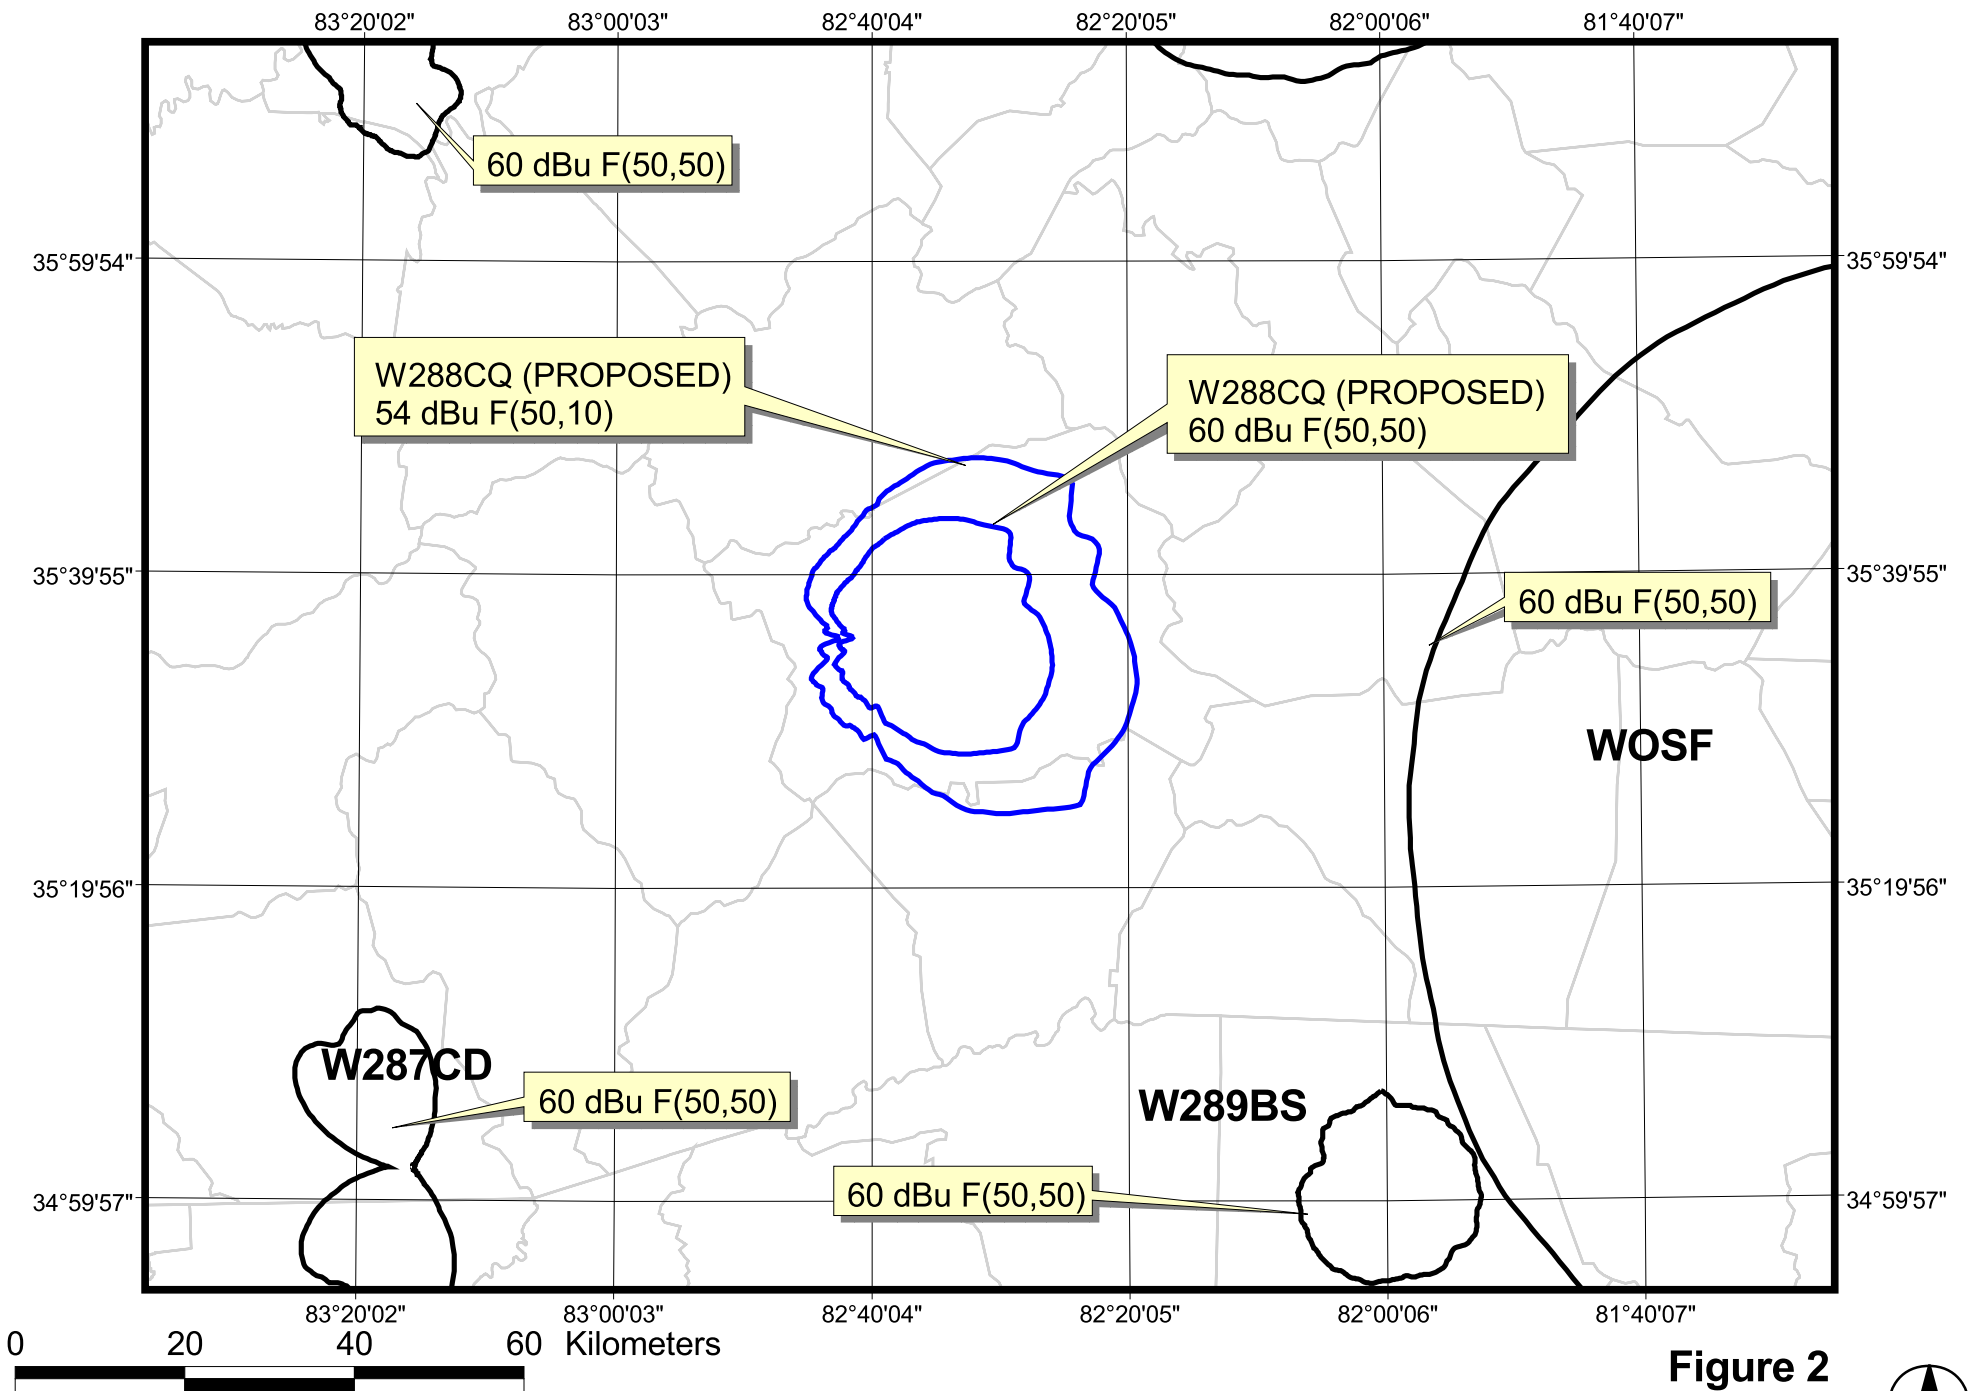 83°20'02" 83°00'03" 82°40'04" 82°20'05" 82°00'06" 81°40'07"
60 dBu F(50,50)
35°59'54" 35°59'54"
W288CQ (PROPOSED)
54 dBu F(50,10)
W288CQ (PROPOSED)
60 dBu F(50,50)
35°39'55" 35°39'55"
60 dBu F(50,50)
WOSF
35°19'56" 35°19'56"
W287CD
60 dBu F(50,50)
W289BS
60 dBu F(50,50)
34°59'57" 34°59'57"
83°20'02" 83°00'03" 82°40'04" 82°20'05" 82°00'06" 81°40'07"
0 20 40 60 Kilometers
Figure 2